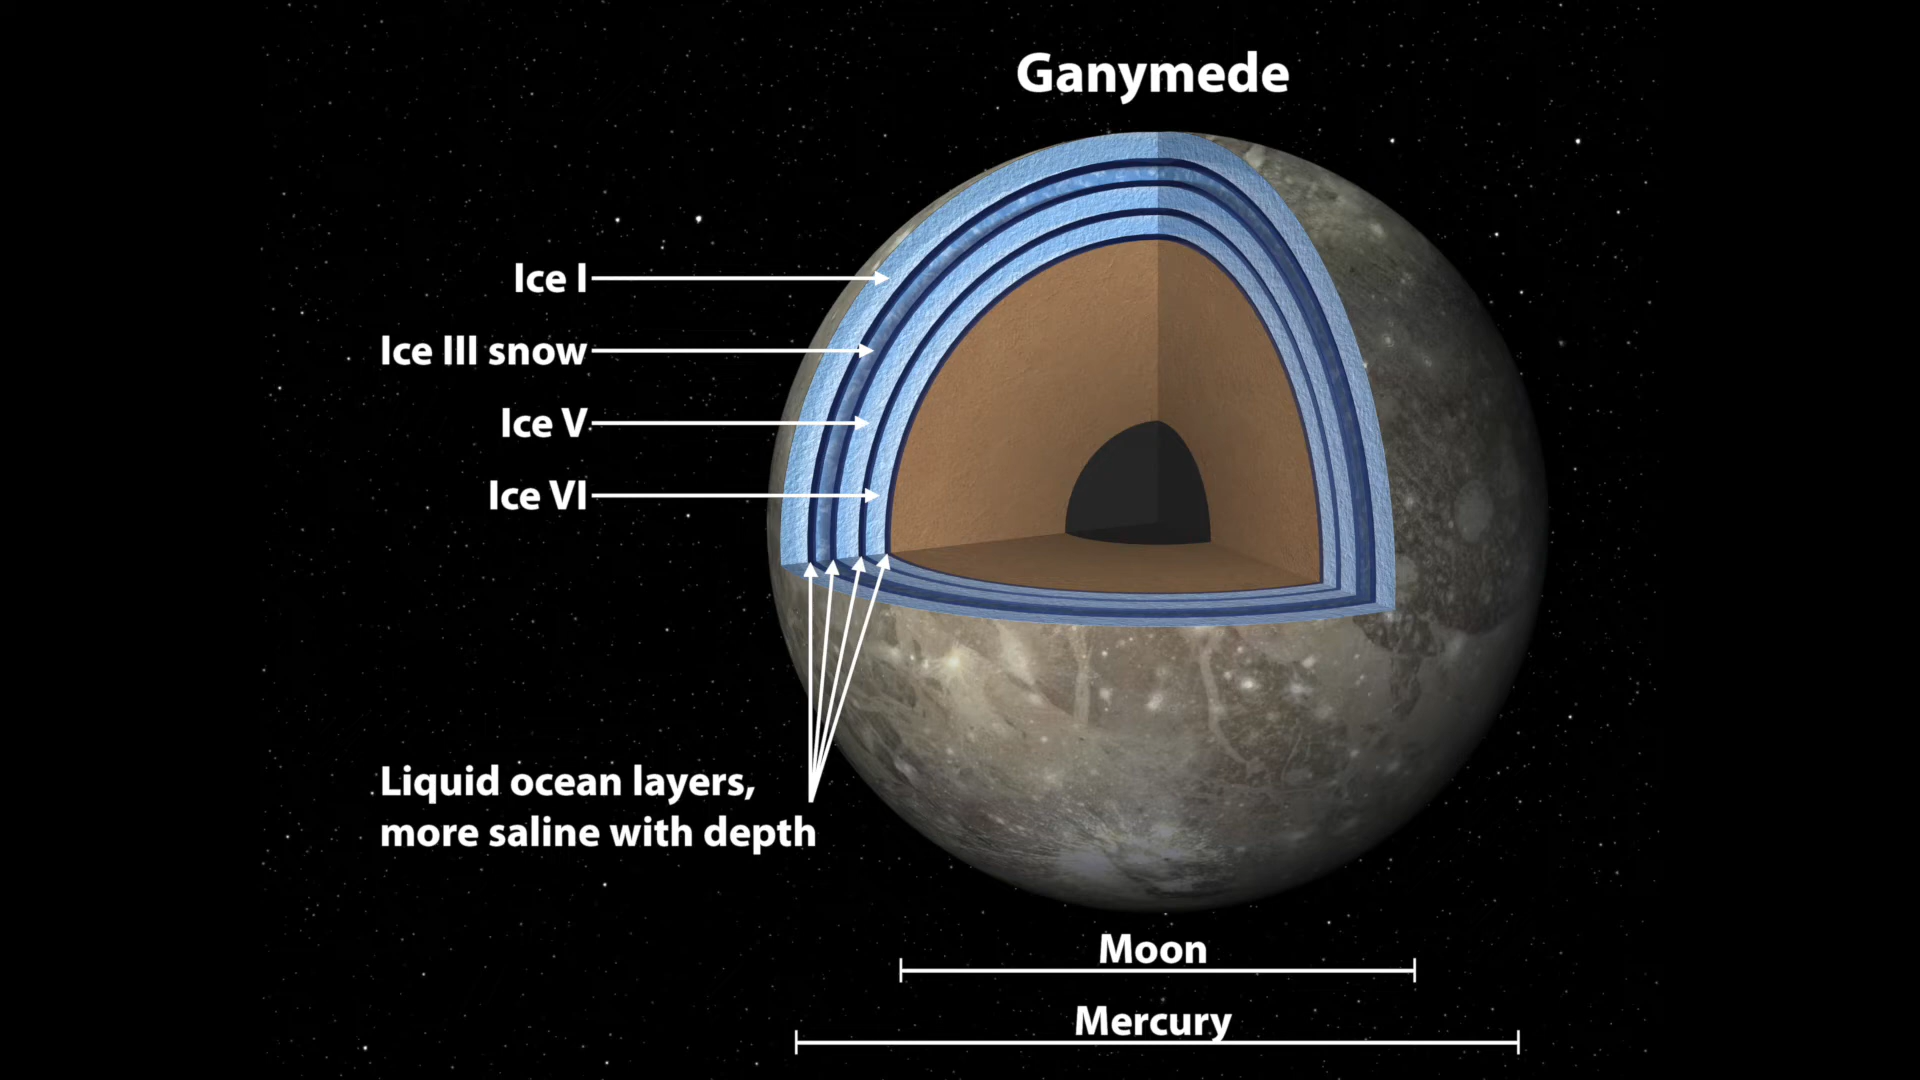 Ganymede
Ice I
Ice III snow
Ice V
Ice VI
Liquid ocean layers,
more saline with depth
Moon
Mercury